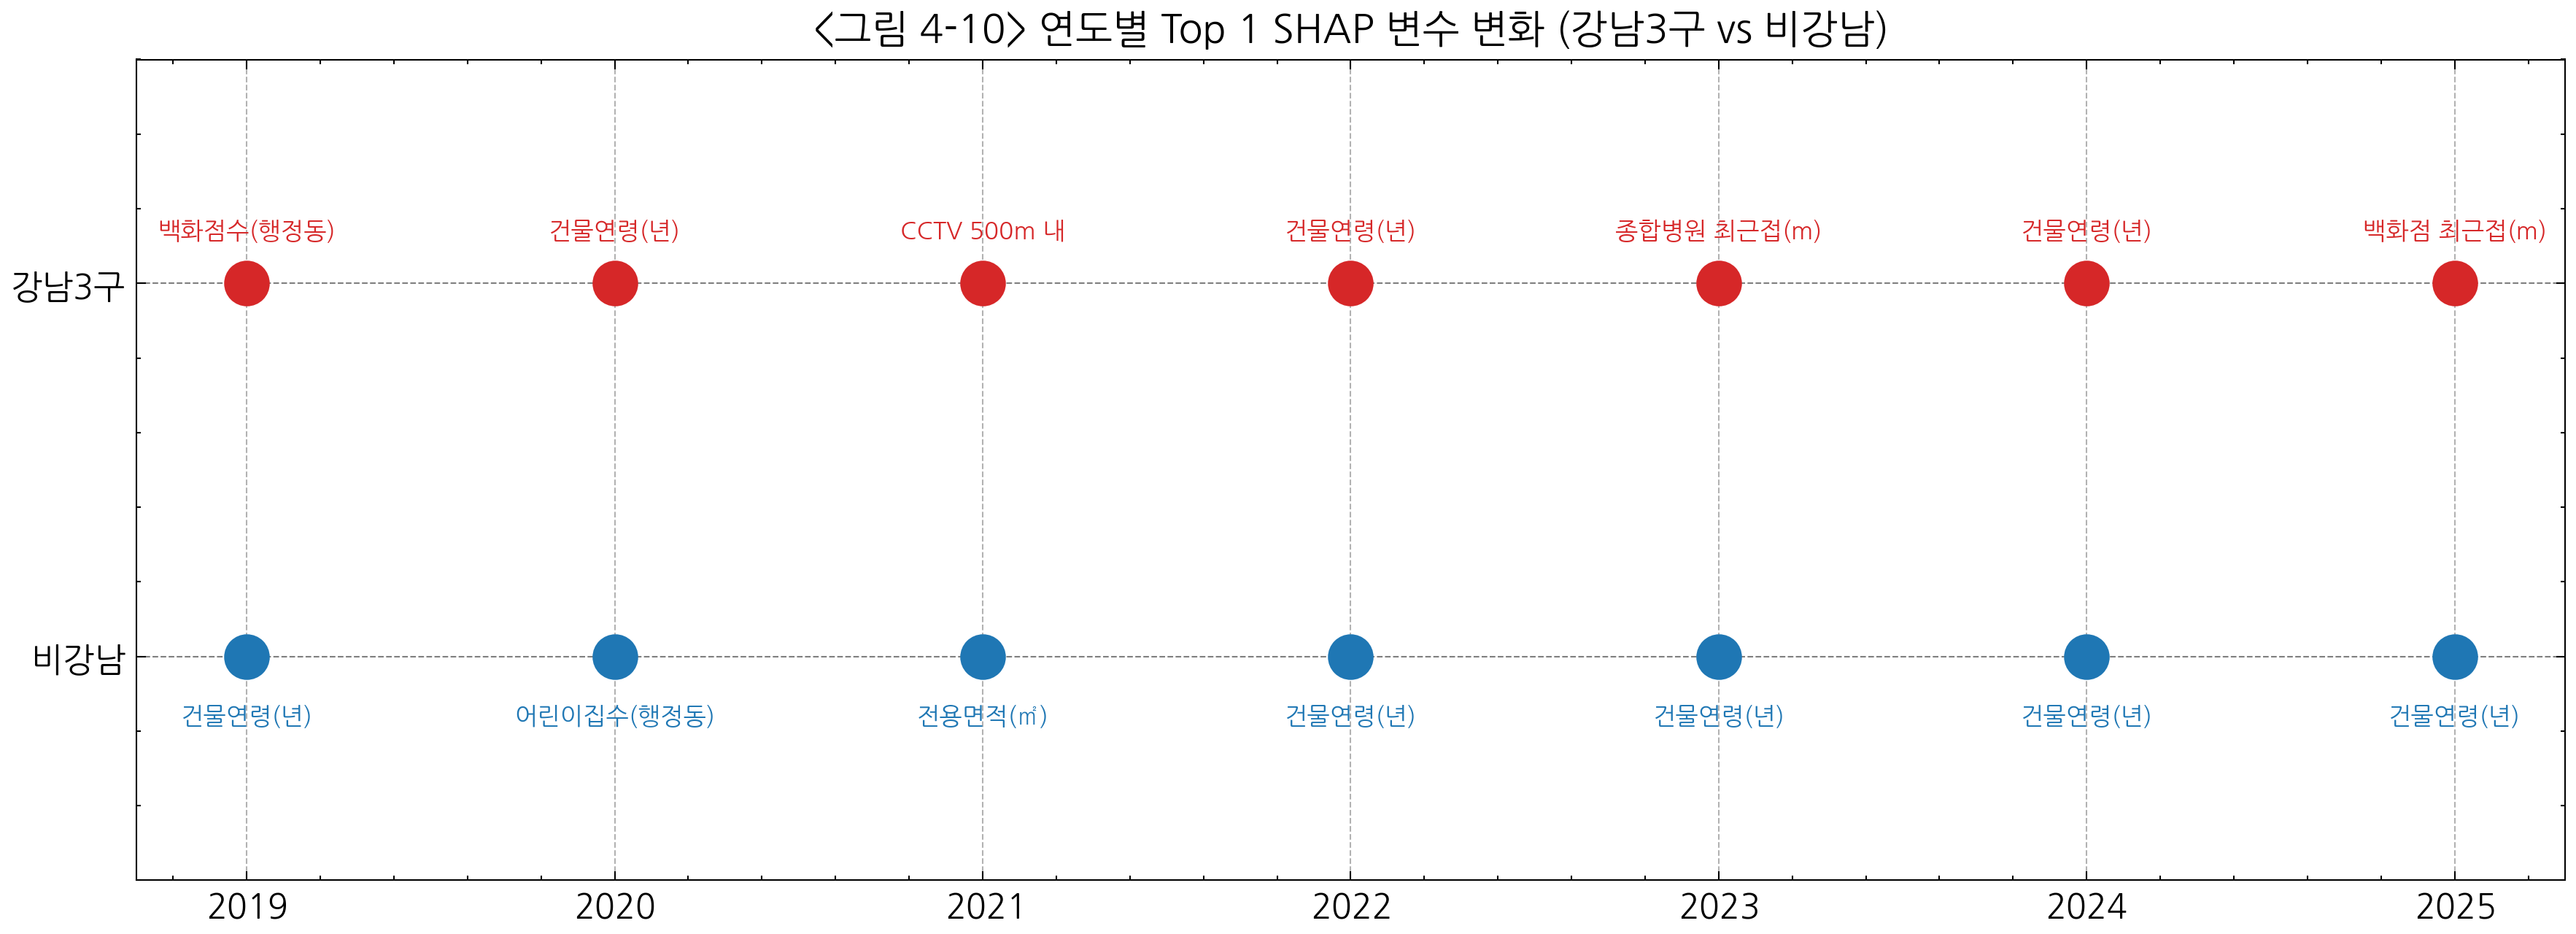 <그림 4-10> 연도별 Top 1 SHAP 변수 변화 (강남3구 vs 비강남)
백화점수(행정동) 건물연령(년) CCTV 500m 내 건물연령(년) 종합병원 최근접(m) 건물연령(년) 백화점 최근접(m)
강남3구
비강남
건물연령(년) 어린이집수(행정동) 전용면적(㎡) 건물연령(년) 건물연령(년) 건물연령(년) 건물연령(년)
2019 2020 2021 2022 2023 2024 2025